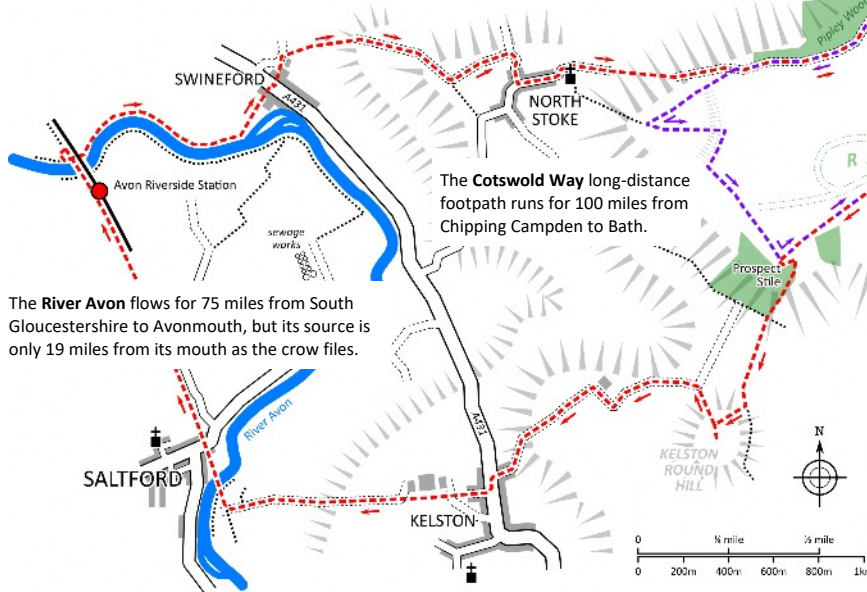 Pipley Wood
SWINEFORD
A431
NORTH
STOKE
Avon Riverside Station
R
The Cotswold Way long-distance
footpath runs for 100 miles from
Chipping Campden to Bath.
sewage
works
Prospect
Stile
The River Avon flows for 75 miles from South
Gloucestershire to Avonmouth, but its source is
only 19 miles from its mouth as the crow files.
River Avon
A431
SALTFORD
KELSTON
ROUND
HILL
N
KELSTON
0 ¼ mile ½ mile
0 200m 400m 600m 800m 1k